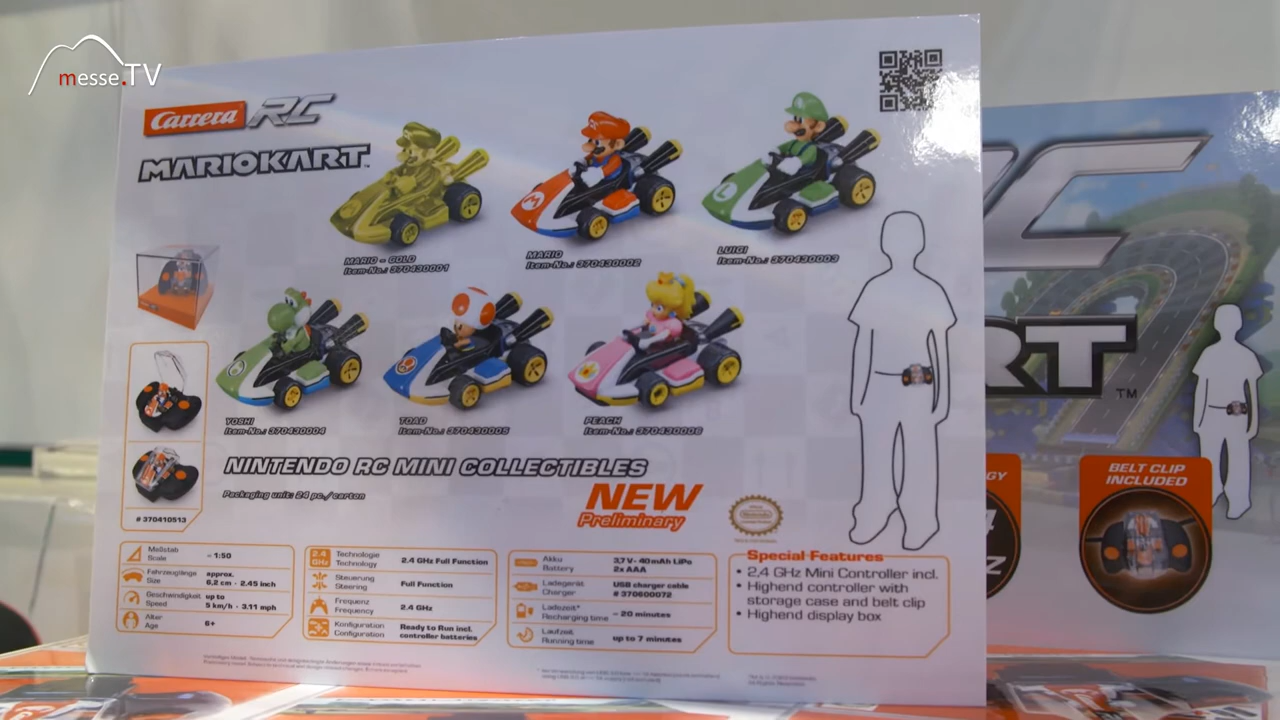 messe.TV
Carrera RC
MARIOKART™
MARIO - GOLD
Item-No.: 370430001
MARIO
Item-No.: 370430002
LUIGI
Item-No.: 370430003
YOSHI
Item-No.: 370430004
TOAD
Item-No.: 370430005
PEACH
Item-No.: 370430006
# 370410513
NINTENDO RC MINI COLLECTIBLES
Packaging unit: 24 pc./carton
NEW
Preliminary
Maßstab
Scale
~ 1:50
Fahrzeuglänge
Size
approx.
6,2 cm - 2.45 inch
Geschwindigkeit
Speed
up to
5 km/h - 3.11 mph
Alter
Age
6+
2.4
GHz
Technologie
Technology
2.4 GHz Full Function
Steuerung
Steering
Full Function
Frequenz
Frequency
2.4 GHz
Konfiguration
Configuration
Ready to Run incl.
controller batteries
Akku
Battery
3,7 V - 40 mAh LiPo
2x AAA
Ladegerät
Charger
USB charger cable
# 370600072
Ladezeit*
Recharging time
~ 20 minutes
Laufzeit
Running time
up to 7 minutes
Special Features
• 2,4 GHz Mini Controller incl.
• Highend controller with
storage case and belt clip
• Highend display box
RT™
BELT CLIP
INCLUDED